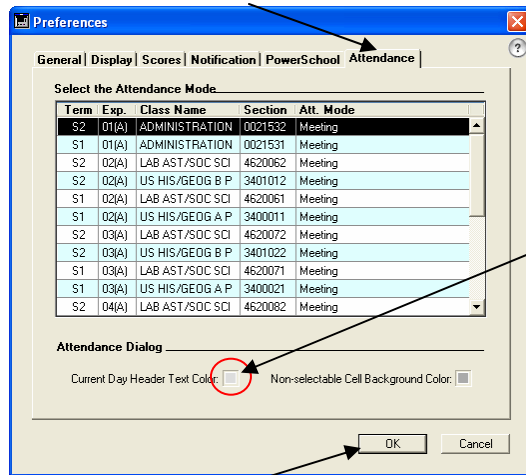 Preferences
?
General Display Scores Notification PowerSchool Attendance
Select the Attendance Mode
Term Exp. Class Name Section Att. Mode
S2 01(A) ADMINISTRATION 0021532 Meeting
S1 01(A) ADMINISTRATION 0021531 Meeting
S2 02(A) LAB AST/SOC SCI 4620062 Meeting
S2 02(A) US HIS/GEOG B P 3401012 Meeting
S1 02(A) LAB AST/SOC SCI 4620061 Meeting
S1 02(A) US HIS/GEOG A P 3400011 Meeting
S2 03(A) LAB AST/SOC SCI 4620072 Meeting
S2 03(A) US HIS/GEOG B P 3401022 Meeting
S1 03(A) LAB AST/SOC SCI 4620071 Meeting
S1 03(A) US HIS/GEOG A P 3400021 Meeting
S2 04(A) LAB AST/SOC SCI 4620082 Meeting
Attendance Dialog
Current Day Header Text Color: Non-selectable Cell Background Color:
OK Cancel